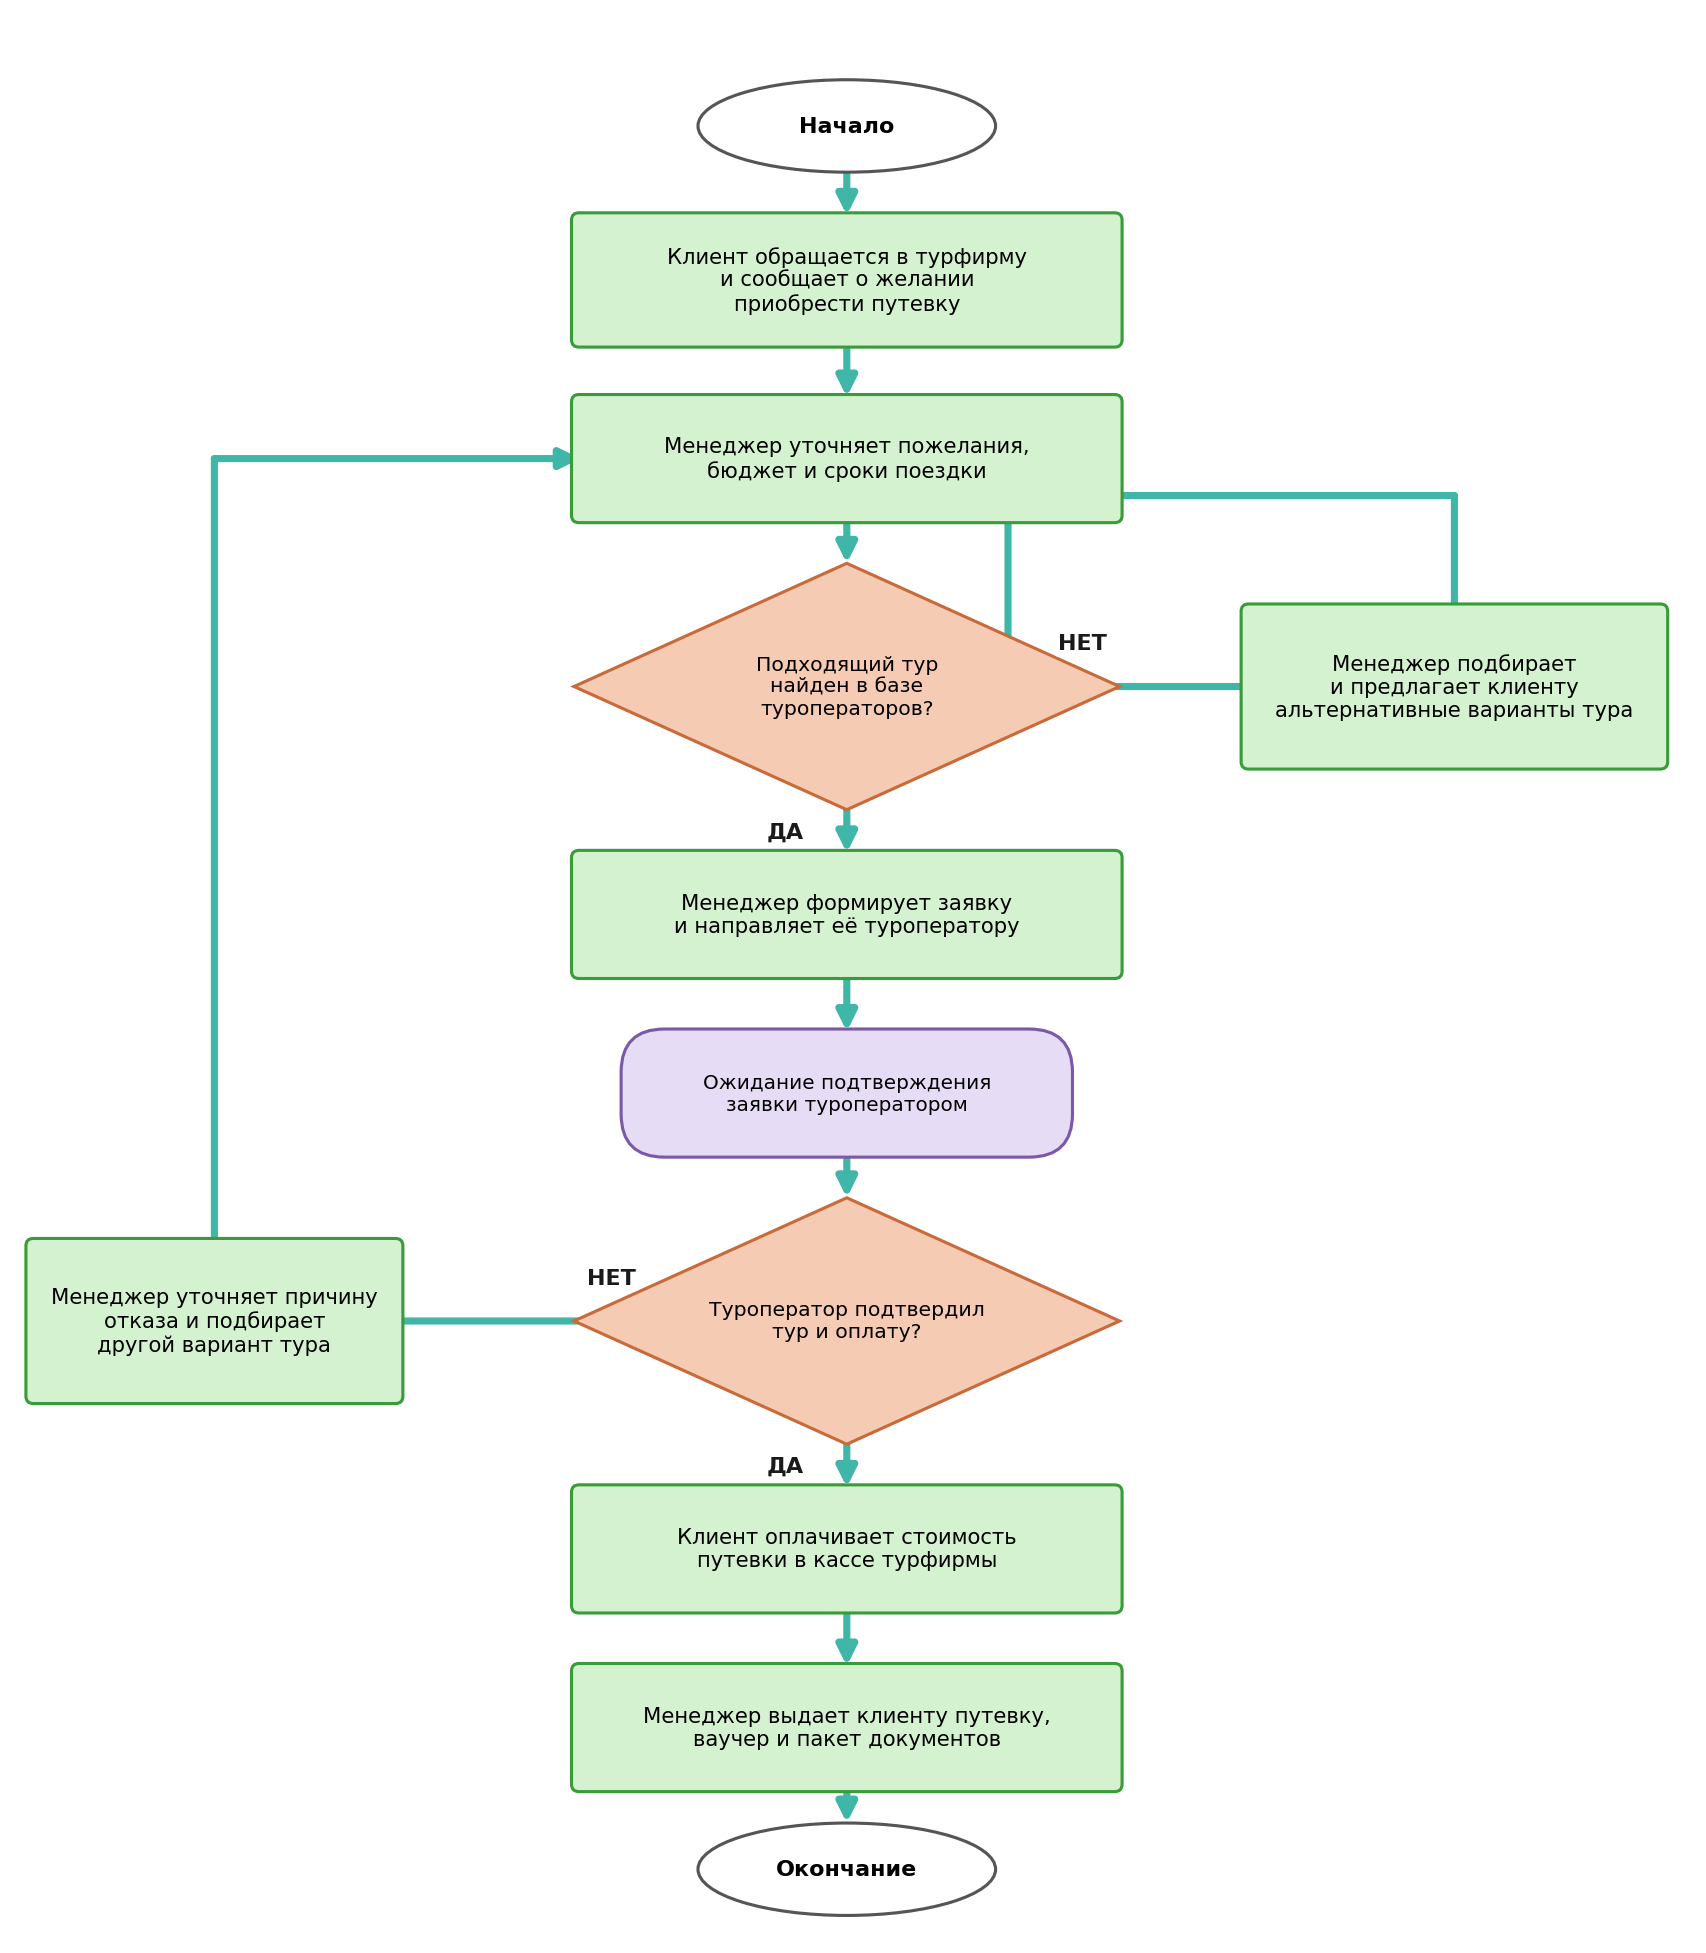 Начало
Клиент обращается в турфирму
и сообщает о желании
приобрести путевку
Менеджер уточняет пожелания,
бюджет и сроки поездки
Подходящий тур
найден в базе
туроператоров?
НЕТ
Менеджер подбирает
и предлагает клиенту
альтернативные варианты тура
ДА
Менеджер формирует заявку
и направляет её туроператору
Ожидание подтверждения
заявки туроператором
Туроператор подтвердил
тур и оплату?
НЕТ
Менеджер уточняет причину
отказа и подбирает
другой вариант тура
ДА
Клиент оплачивает стоимость
путевки в кассе турфирмы
Менеджер выдает клиенту путевку,
ваучер и пакет документов
Окончание